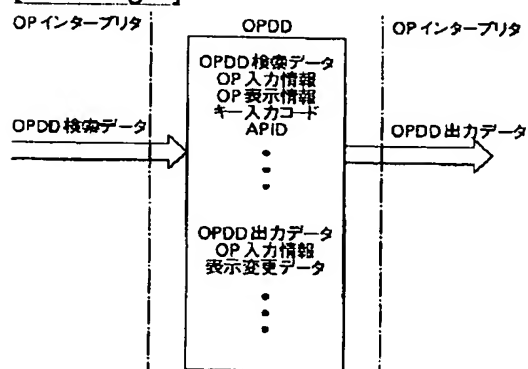 OPインタープリタ
OPDD
OPインタープリタ
OPDD検索データ
OP入力情報
OP表示情報
キー入力コード
APID
OPDD検索データ
OPDD出力データ
OPDD出力データ
OP入力情報
表示変更データ